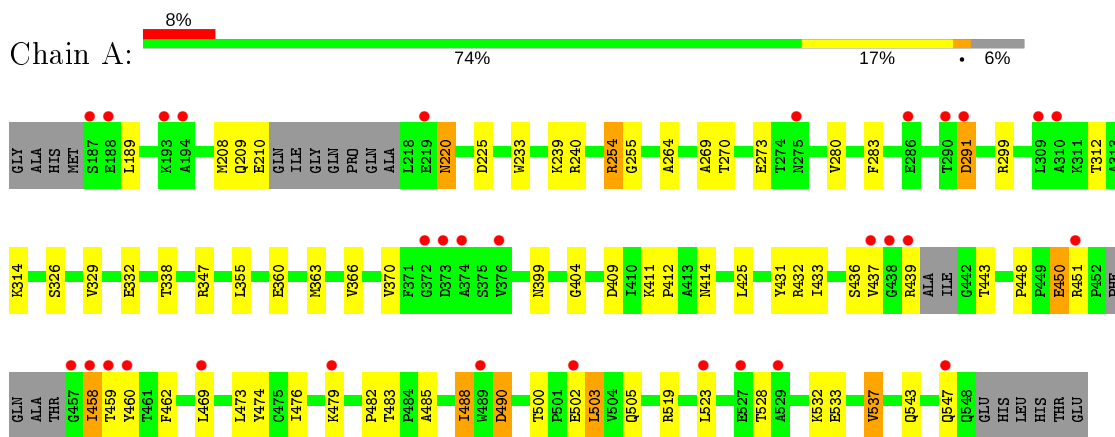 8%
Chain A:
74% 17% • 6%
GLY ALA HIS MET S187 E188 L189 K193 A194 M208 Q209 E210 GLN ILE GLY GLN PRO GLN ALA L218 E219 N220 D225 W233 K239 R240 R254 G255 A264 A269 T270 E273 T274 N275 V280 F283 E286 T290 D291 R299 L309 A310 K311 T312 A313
K314 S326 V329 E332 T338 R347 L355 E360 M363 V366 V370 F371 G372 D373 A374 S375 V376 N399 G404 D409 I410 K411 P412 A413 N414 L425 Y431 R432 I433 S436 V437 G438 R439 ALA ILE G442 T443 P448 P449 E450 R451 P452 PHE
GLN ALA THR G457 I458 T459 Y460 T461 F462 L469 L473 Y474 C475 I476 K479 P482 T483 P484 A485 I488 W489 D490 T500 P501 E502 L503 V504 Q505 R519 L523 E527 T528 A529 K532 E533 V537 Q543 Q547 Q548 GLU HIS LEU HIS THR GLU